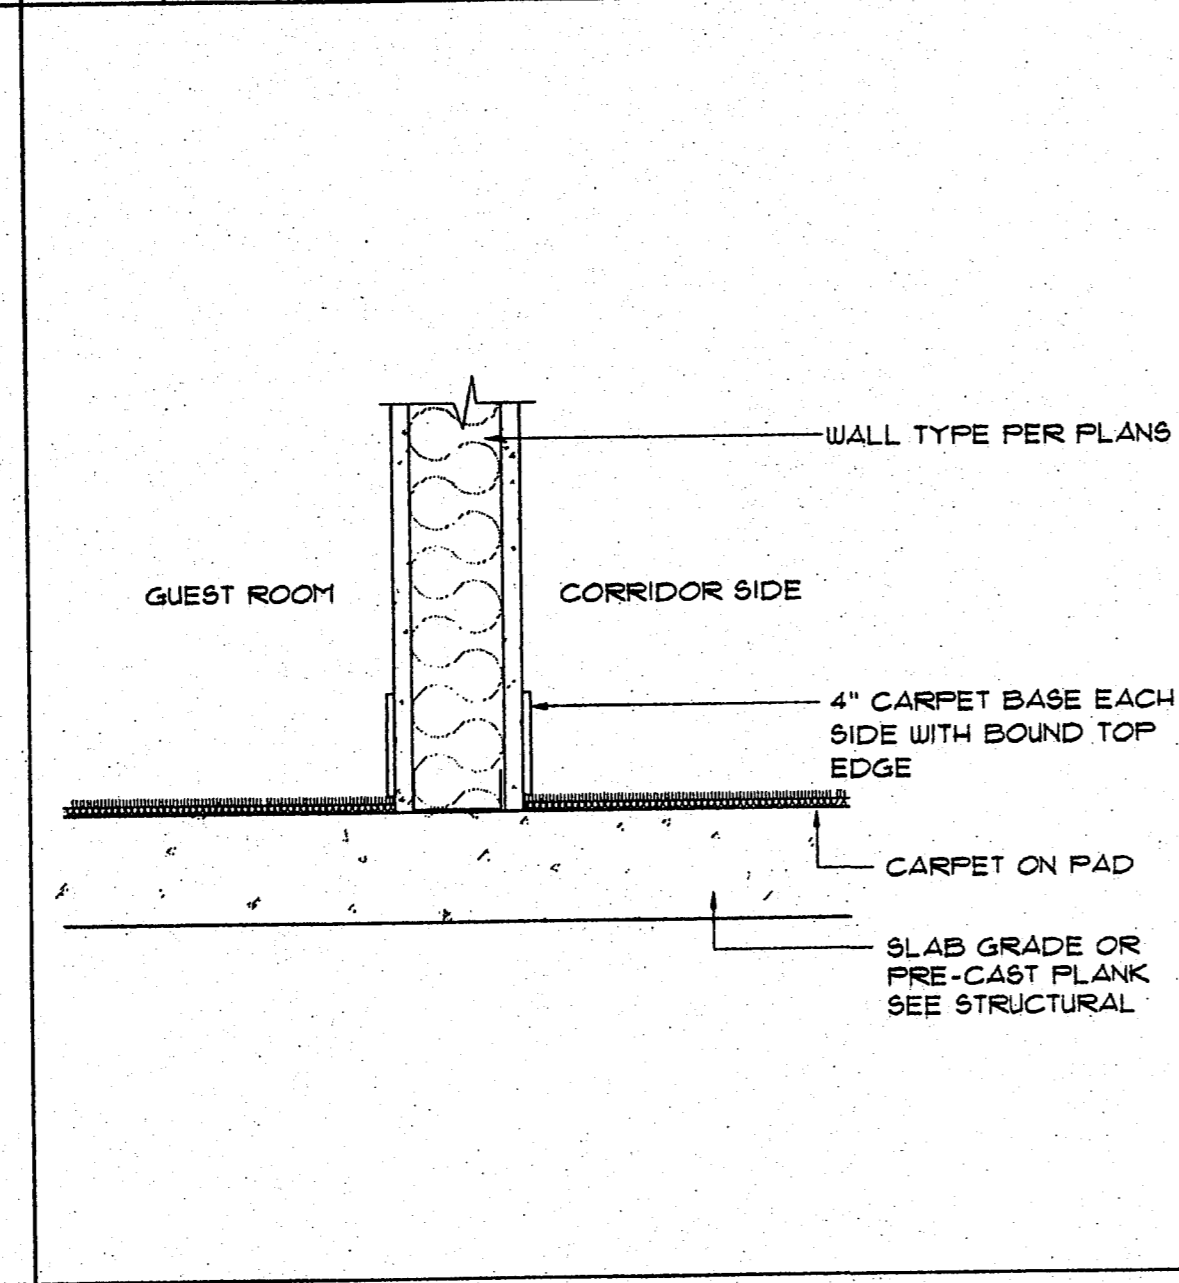 WALL TYPE PER PLANS
GUEST ROOM
CORRIDOR SIDE
4" CARPET BASE EACH
SIDE WITH BOUND TOP
EDGE
CARPET ON PAD
SLAB GRADE OR
PRE-CAST PLANK
SEE STRUCTURAL